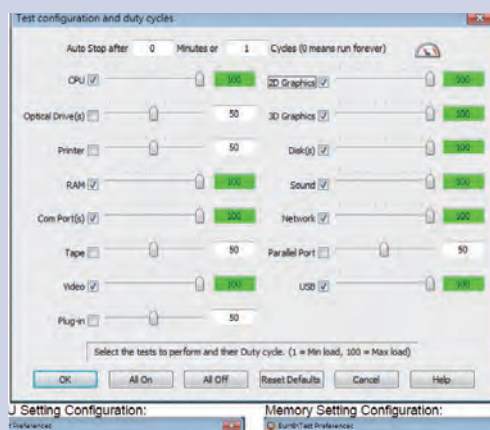 Test configuration and duty cycles
Auto Stop after 0 Minutes or 1 Cycles (0 means run forever)
CPU 100 2D Graphics 100
Optical Drive(s) 50 3D Graphics 100
Printer 50 Disk(s) 100
RAM 100 Sound 100
Com Port(s) 100 Network 100
Tape 50 Parallel Port 50
Video 100 USB 100
Plug-in 50
Select the tests to perform and their Duty cycle. (1 = Min load, 100 = Max load)
OK All On All Off Reset Defaults Cancel Help
U Setting Configuration: Memory Setting Configuration:
t Preferences BurnInTest Preferences